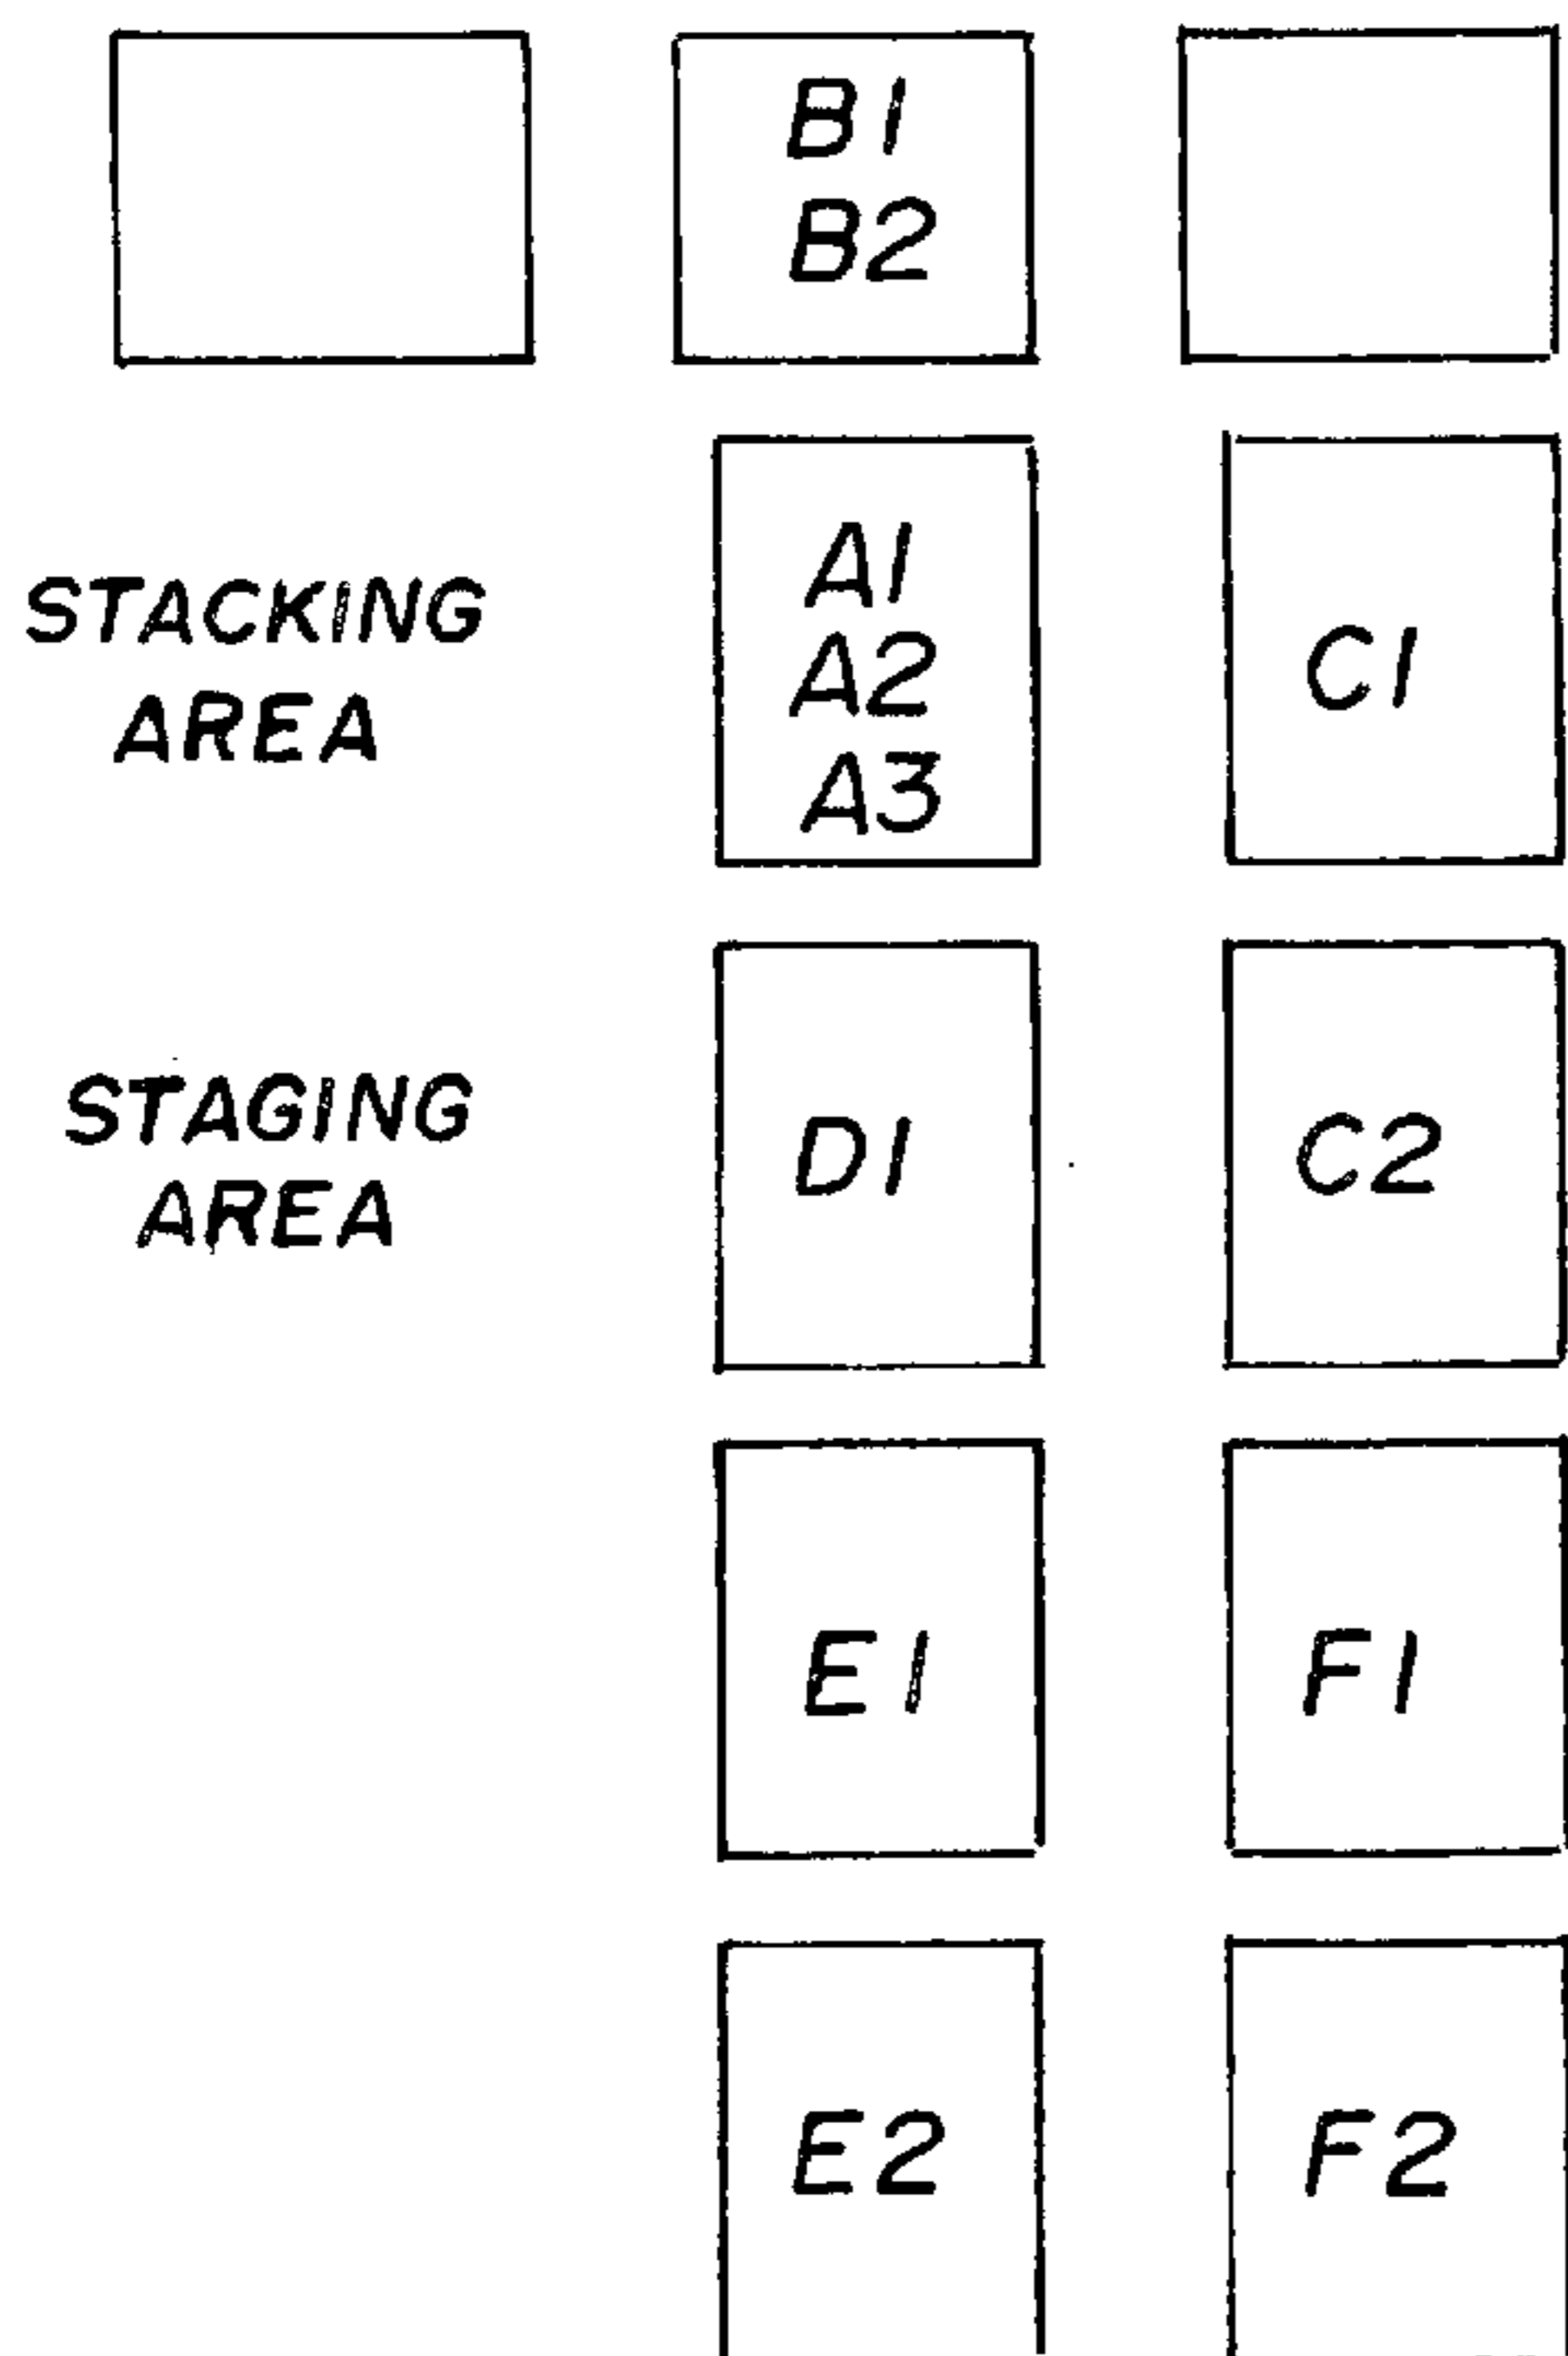 B1
B2
STACKING
AREA
A1
A2
A3
C1
STAGING
AREA
D1
C2
E1
F1
E2
F2